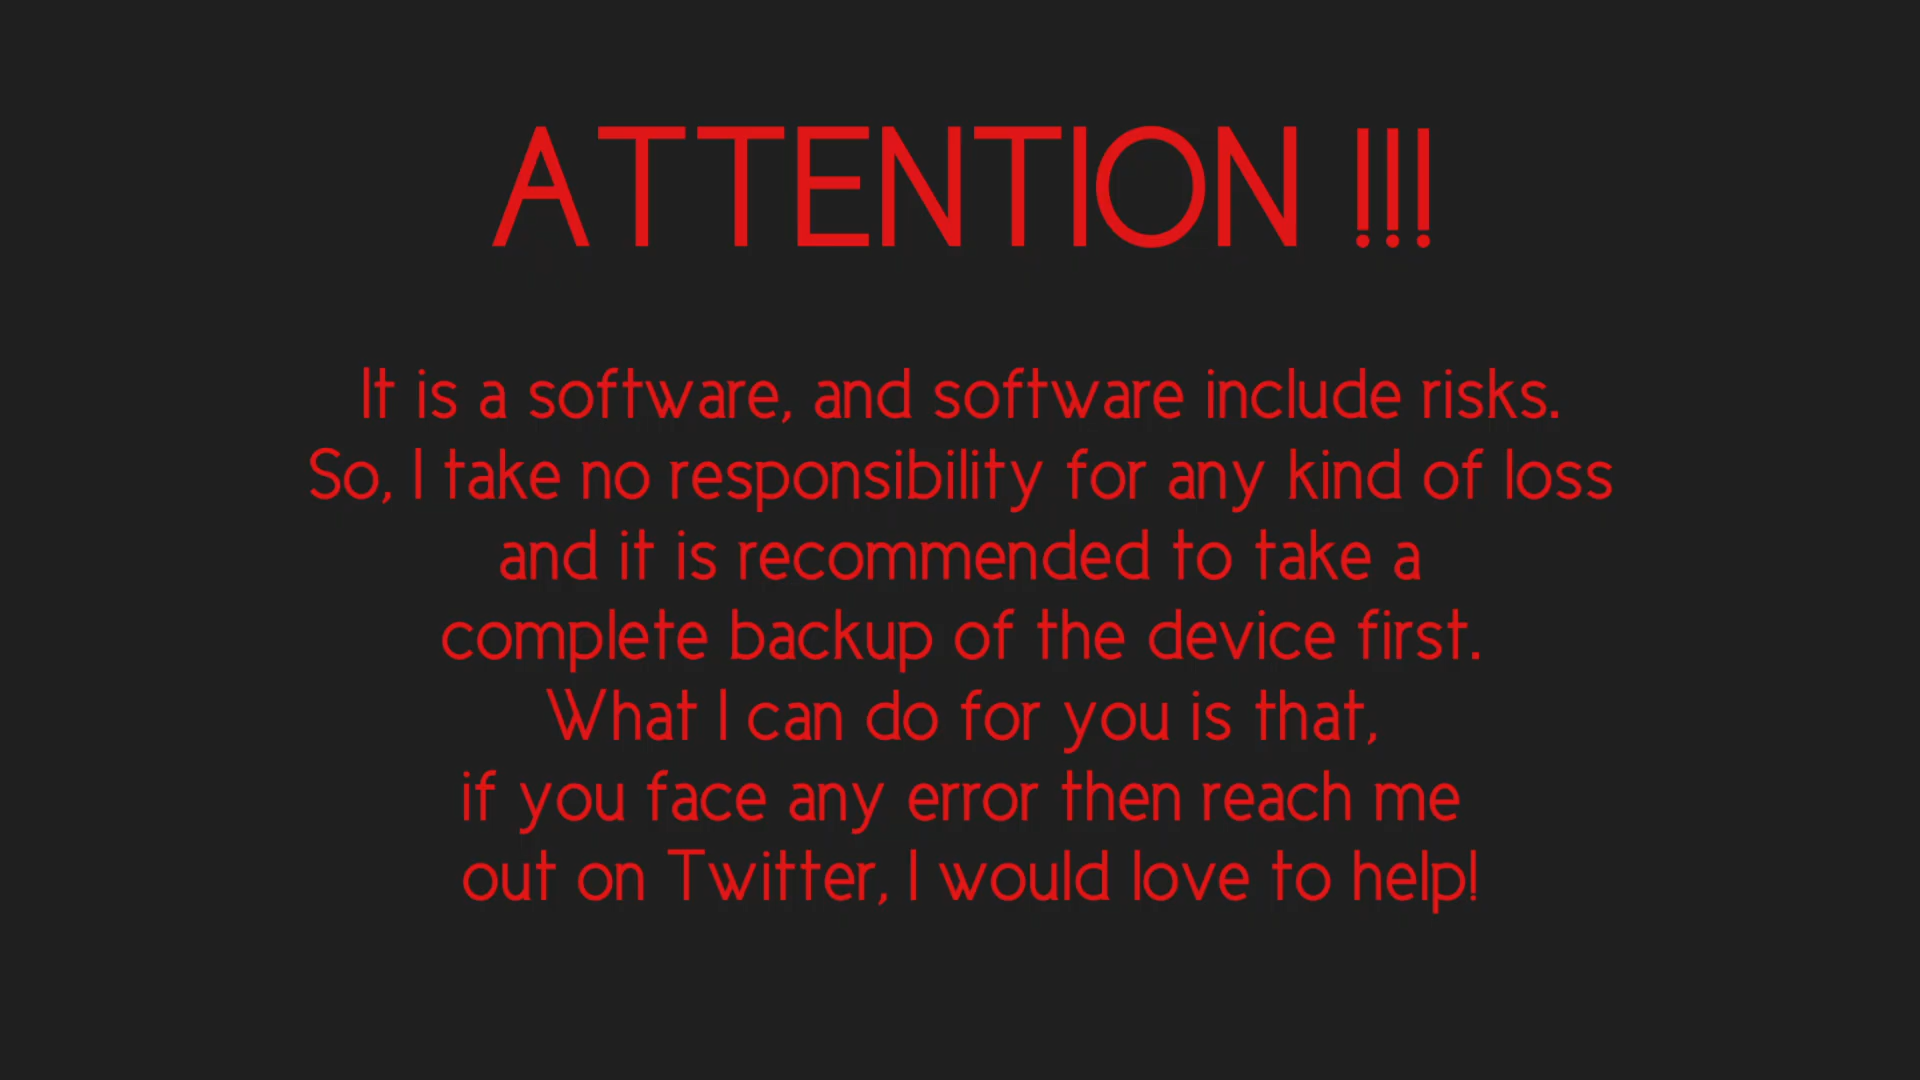 ATTENTION !!!
It is a software, and software include risks.
So, I take no responsibility for any kind of loss
and it is recommended to take a
complete backup of the device first.
What I can do for you is that,
if you face any error then reach me
out on Twitter, I would love to help!